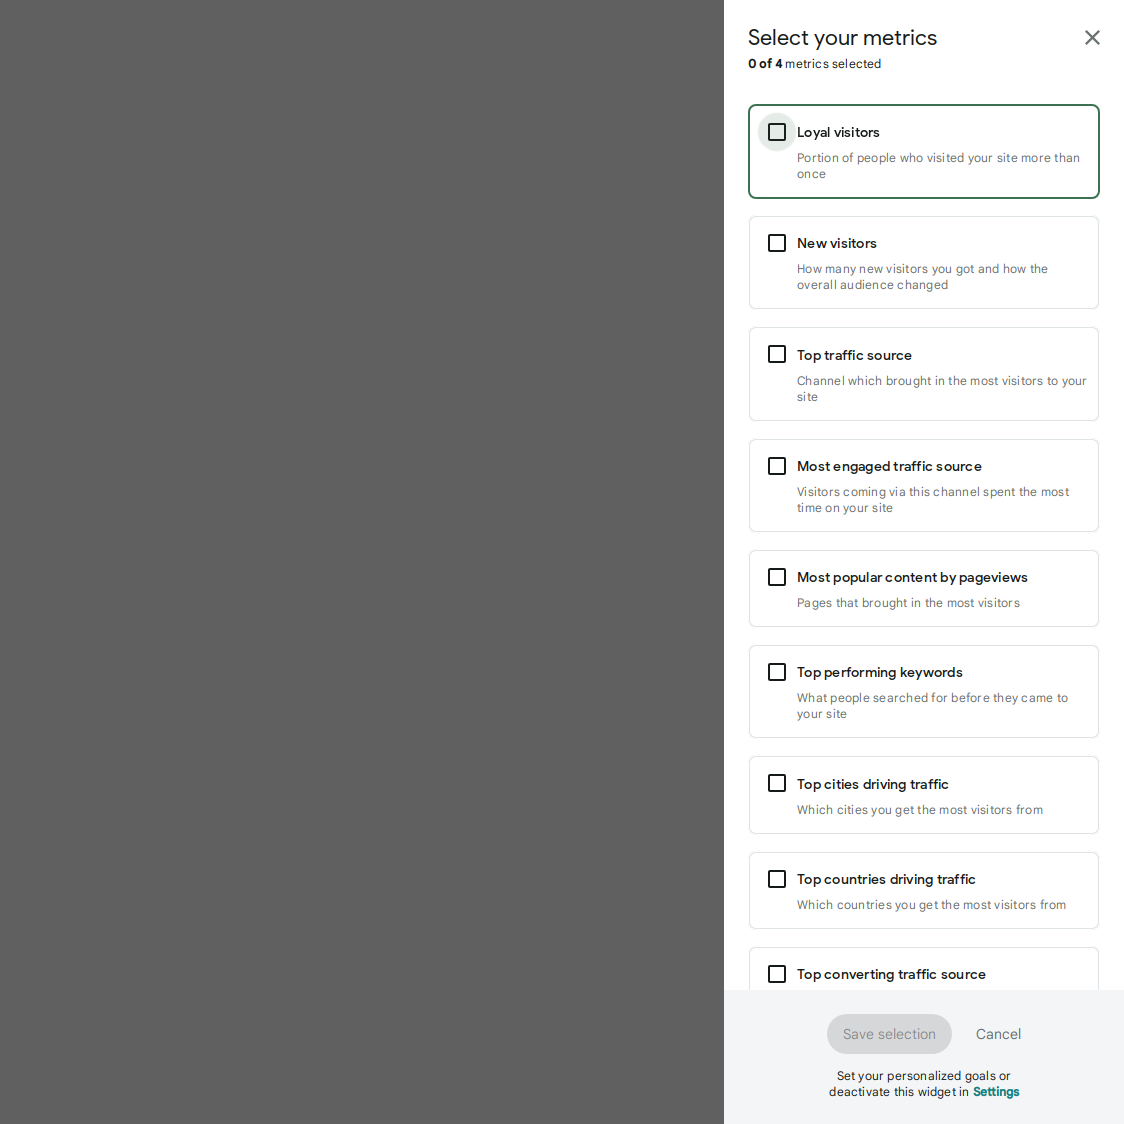 Select your metrics
0 of 4 metrics selected
Loyal visitors
Portion of people who visited your site more than
once
New visitors
How many new visitors you got and how the
overall audience changed
Top traffic source
Channel which brought in the most visitors to your
site
Most engaged traffic source
Visitors coming via this channel spent the most
time on your site
Most popular content by pageviews
Pages that brought in the most visitors
Top performing keywords
What people searched for before they came to
your site
Top cities driving traffic
Which cities you get the most visitors from
Top countries driving traffic
Which countries you get the most visitors from
Top converting traffic source
Save selection
Cancel
Set your personalized goals or
deactivate this widget in Settings